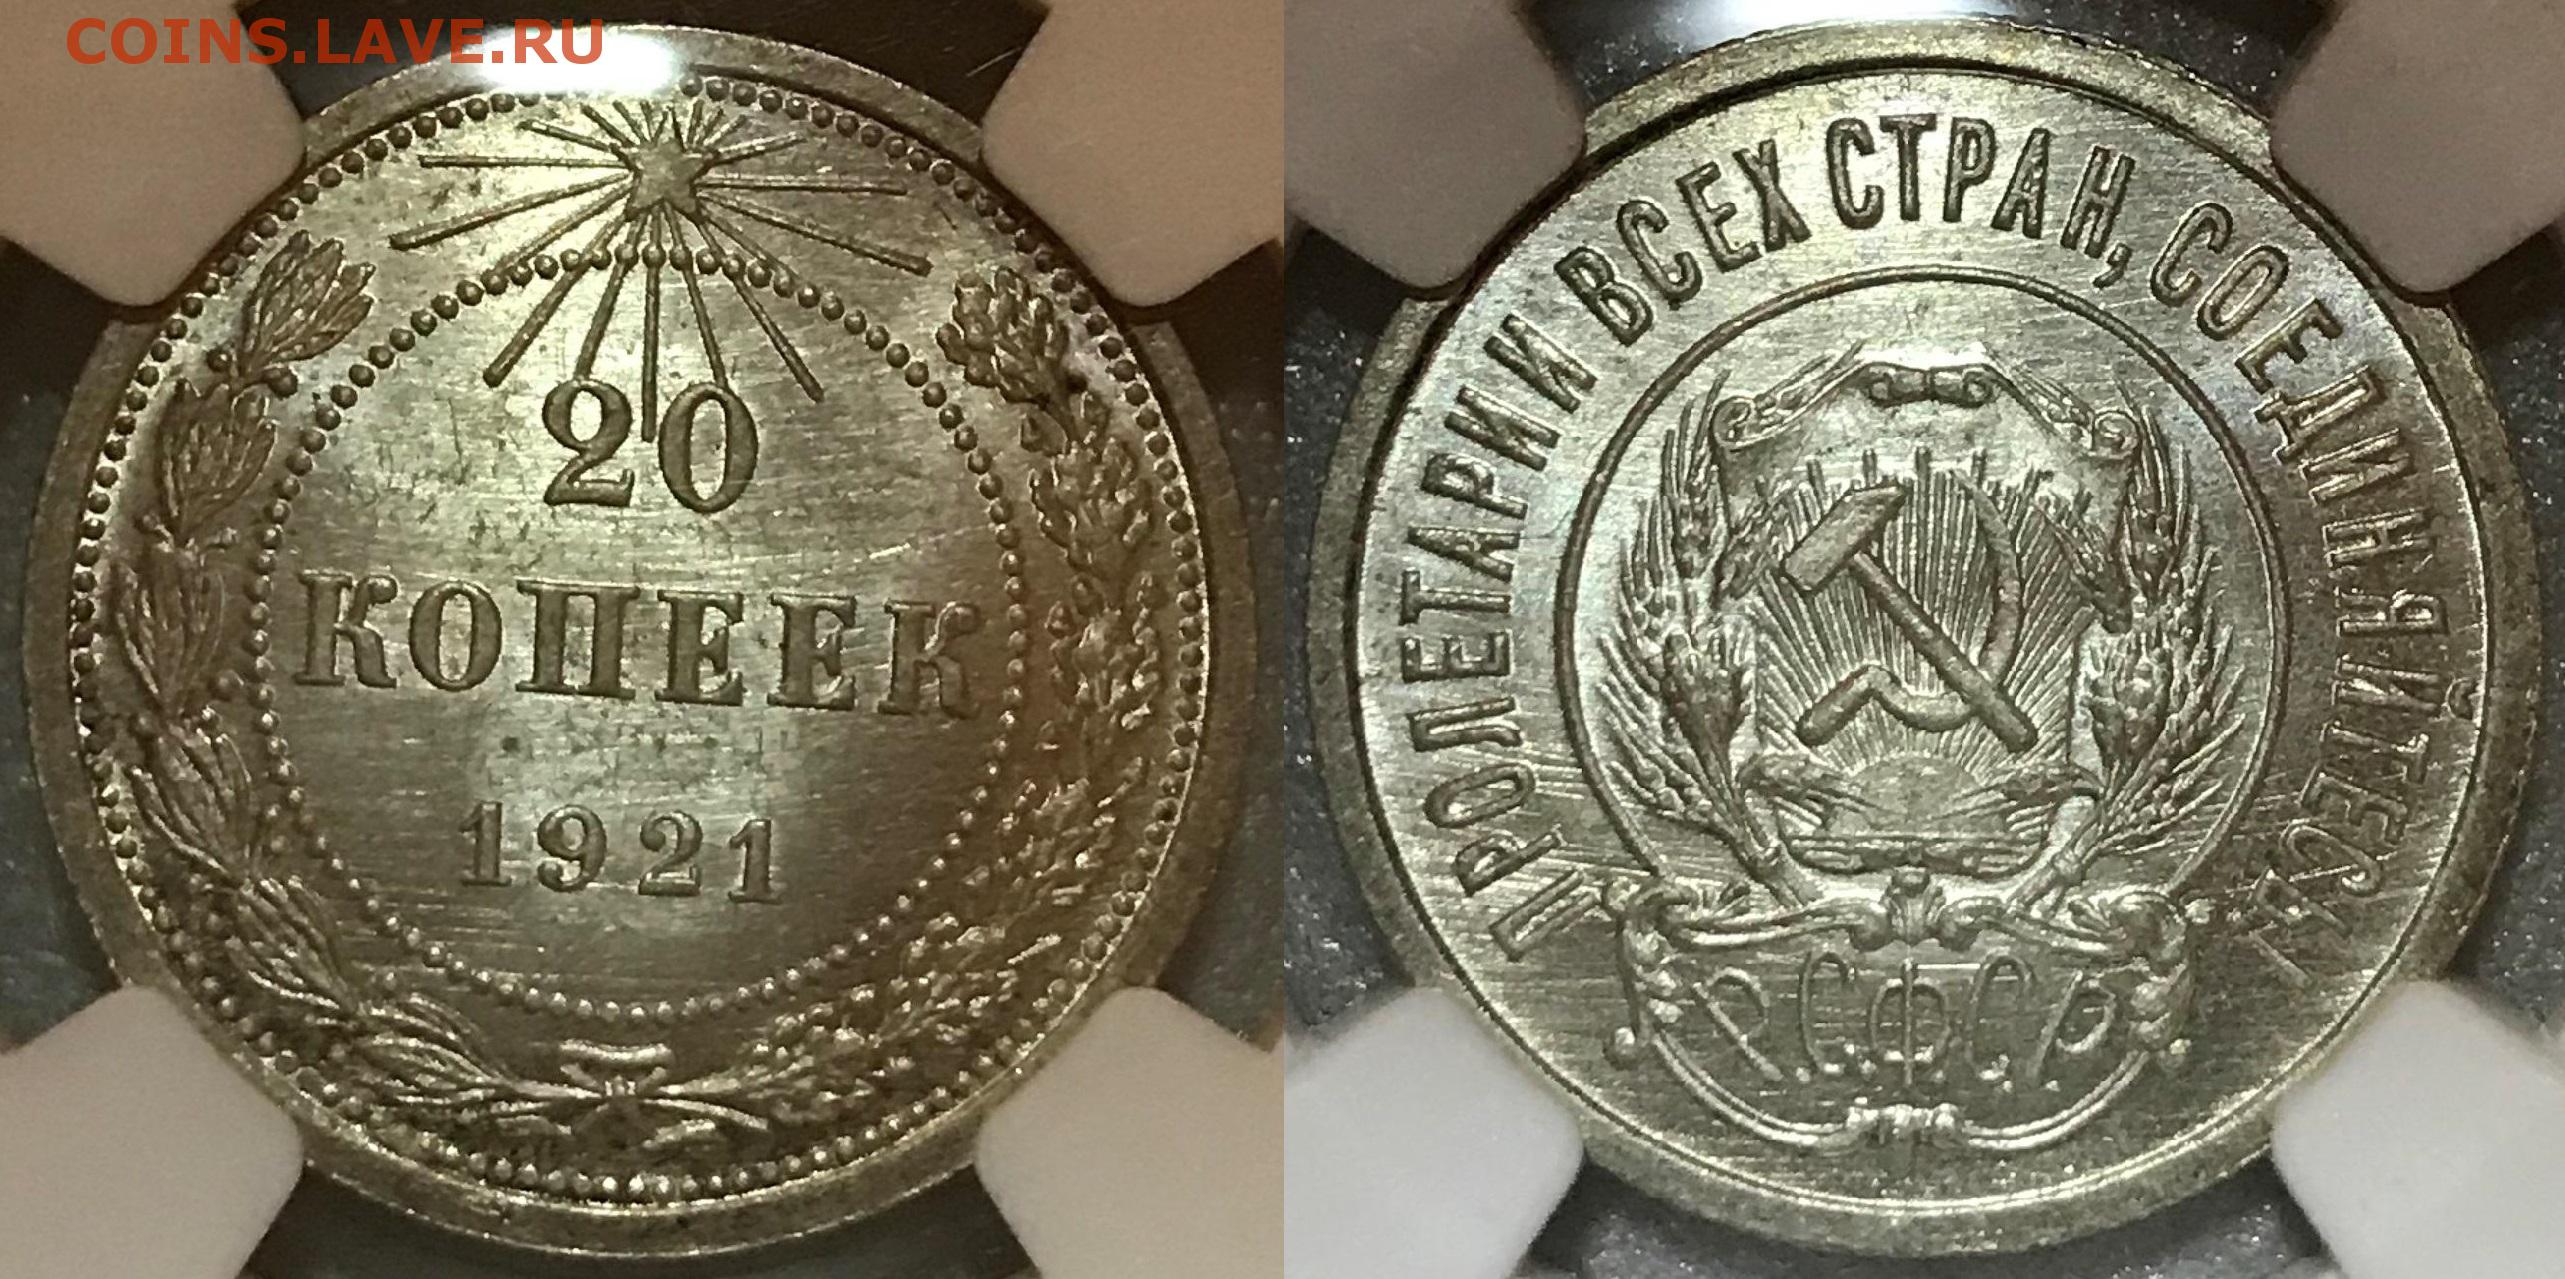 COINS.LAVE.RU
20
КОПЕЕК
1921
ПРОЛЕТАРИИ ВСЕХ СТРАН, СОЕДИНЯЙТЕСЬ
Р.С.Ф.С.Р.